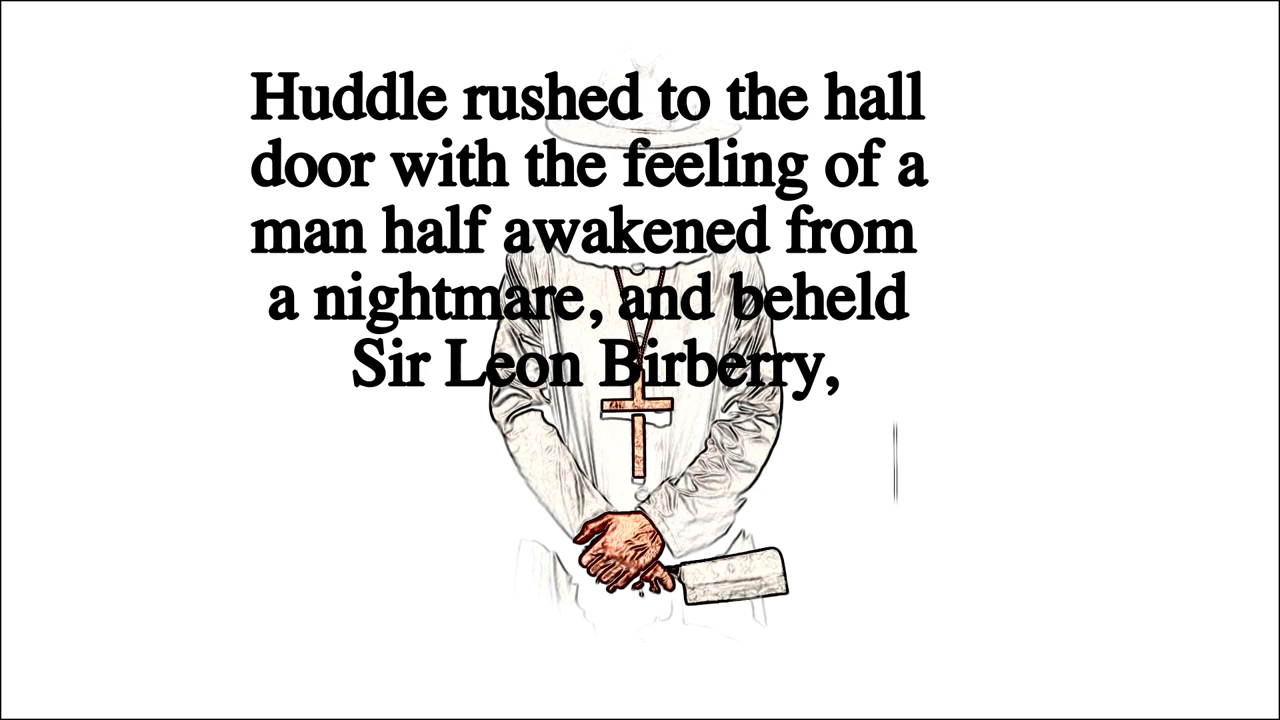 Huddle rushed to the hall
door with the feeling of a
man half awakened from
a nightmare, and beheld
Sir Leon Birberry,